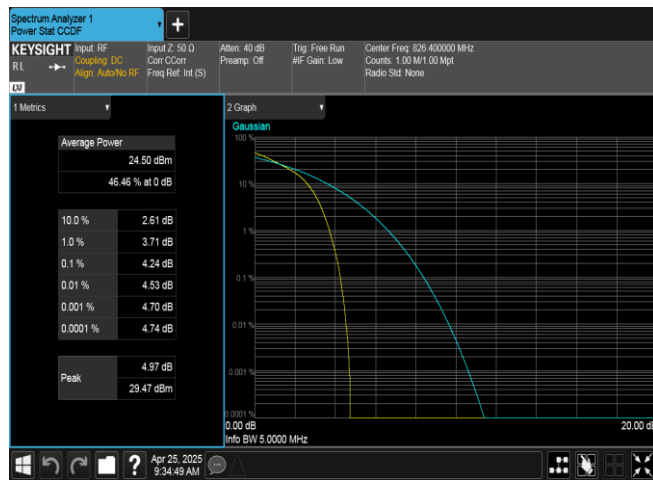 Spectrum Analyzer 1
Power Stat CCDF
+
KEYSIGHT
RL
LXI
Input: RF
Coupling: DC
Align: Auto/No RF
Input Z: 50 Ω
Corr CCorr
Freq Ref: Int (S)
Atten: 40 dB
Preamp: Off
Trig: Free Run
#IF Gain: Low
Center Freq: 826.400000 MHz
Counts: 1.00 M/1.00 Mpt
Radio Std: None
1 Metrics
Average Power
24.50 dBm
46.46 % at 0 dB
10.0 % 2.61 dB
1.0 % 3.71 dB
0.1 % 4.24 dB
0.01 % 4.53 dB
0.001 % 4.70 dB
0.0001 % 4.74 dB
Peak
4.97 dB
29.47 dBm
2 Graph
Gaussian
100 %
10 %
1 %
0.1 %
0.01 %
0.001 %
0.0001 %
0.00 dB
20.00 d
Info BW 5.0000 MHz
?
Apr 25, 2025
9:34:49 AM